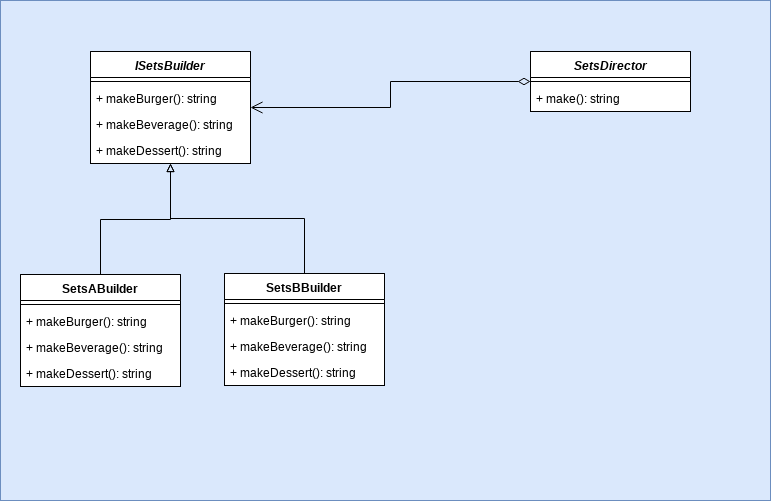 ISetsBuilder
+ makeBurger(): string
+ makeBeverage(): string
+ makeDessert(): string
SetsDirector
+ make(): string
SetsABuilder
+ makeBurger(): string
+ makeBeverage(): string
+ makeDessert(): string
SetsBBuilder
+ makeBurger(): string
+ makeBeverage(): string
+ makeDessert(): string